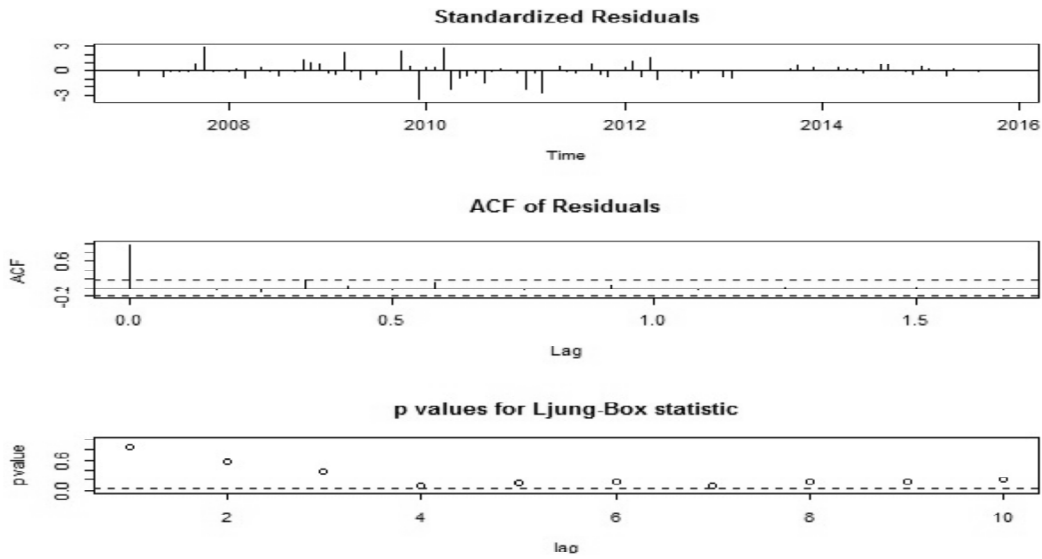 Standardized Residuals
3
0
-3
2008 2010 2012 2014 2016
Time
ACF of Residuals
ACF
0.6
-0.2
0.0 0.5 1.0 1.5
Lag
p values for Ljung-Box statistic
p value
0.6
0.0
2 4 6 8 10
lag